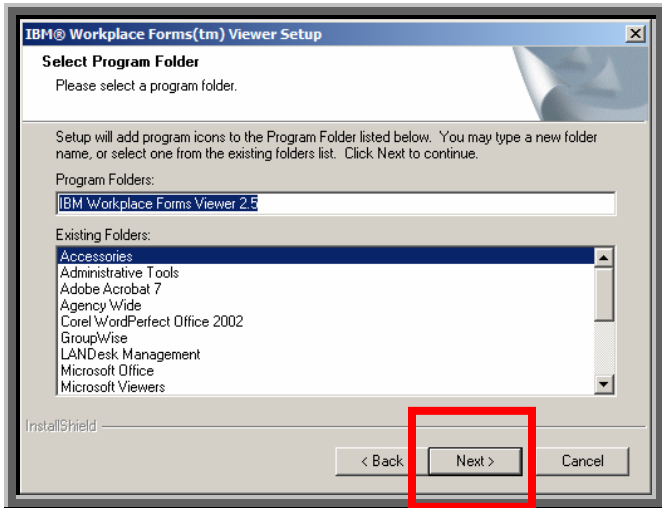 IBM® Workplace Forms(tm) Viewer Setup
Select Program Folder
Please select a program folder.
Setup will add program icons to the Program Folder listed below. You may type a new folder
name, or select one from the existing folders list. Click Next to continue.
Program Folders:
IBM Workplace Forms Viewer 2.5
Existing Folders:
Accessories
Administrative Tools
Adobe Acrobat 7
Agency Wide
Corel WordPerfect Office 2002
GroupWise
LANDesk Management
Microsoft Office
Microsoft Viewers
InstallShield
< Back Next > Cancel